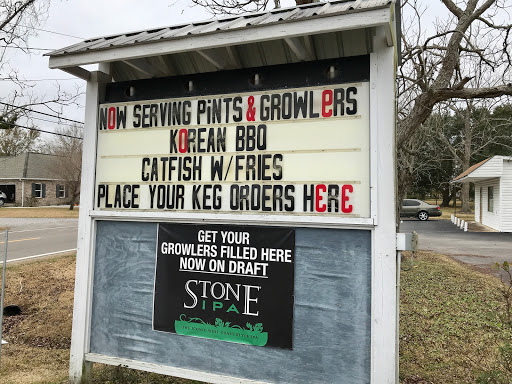 NOW SERVING PiNTS & GROWLERS
KOREAN BBQ
CATFISH W/FRIES
PLACE YOUR KEG ORDERS HERE
GET YOUR
GROWLERS FILLED HERE
NOW ON DRAFT
STONE
IPA